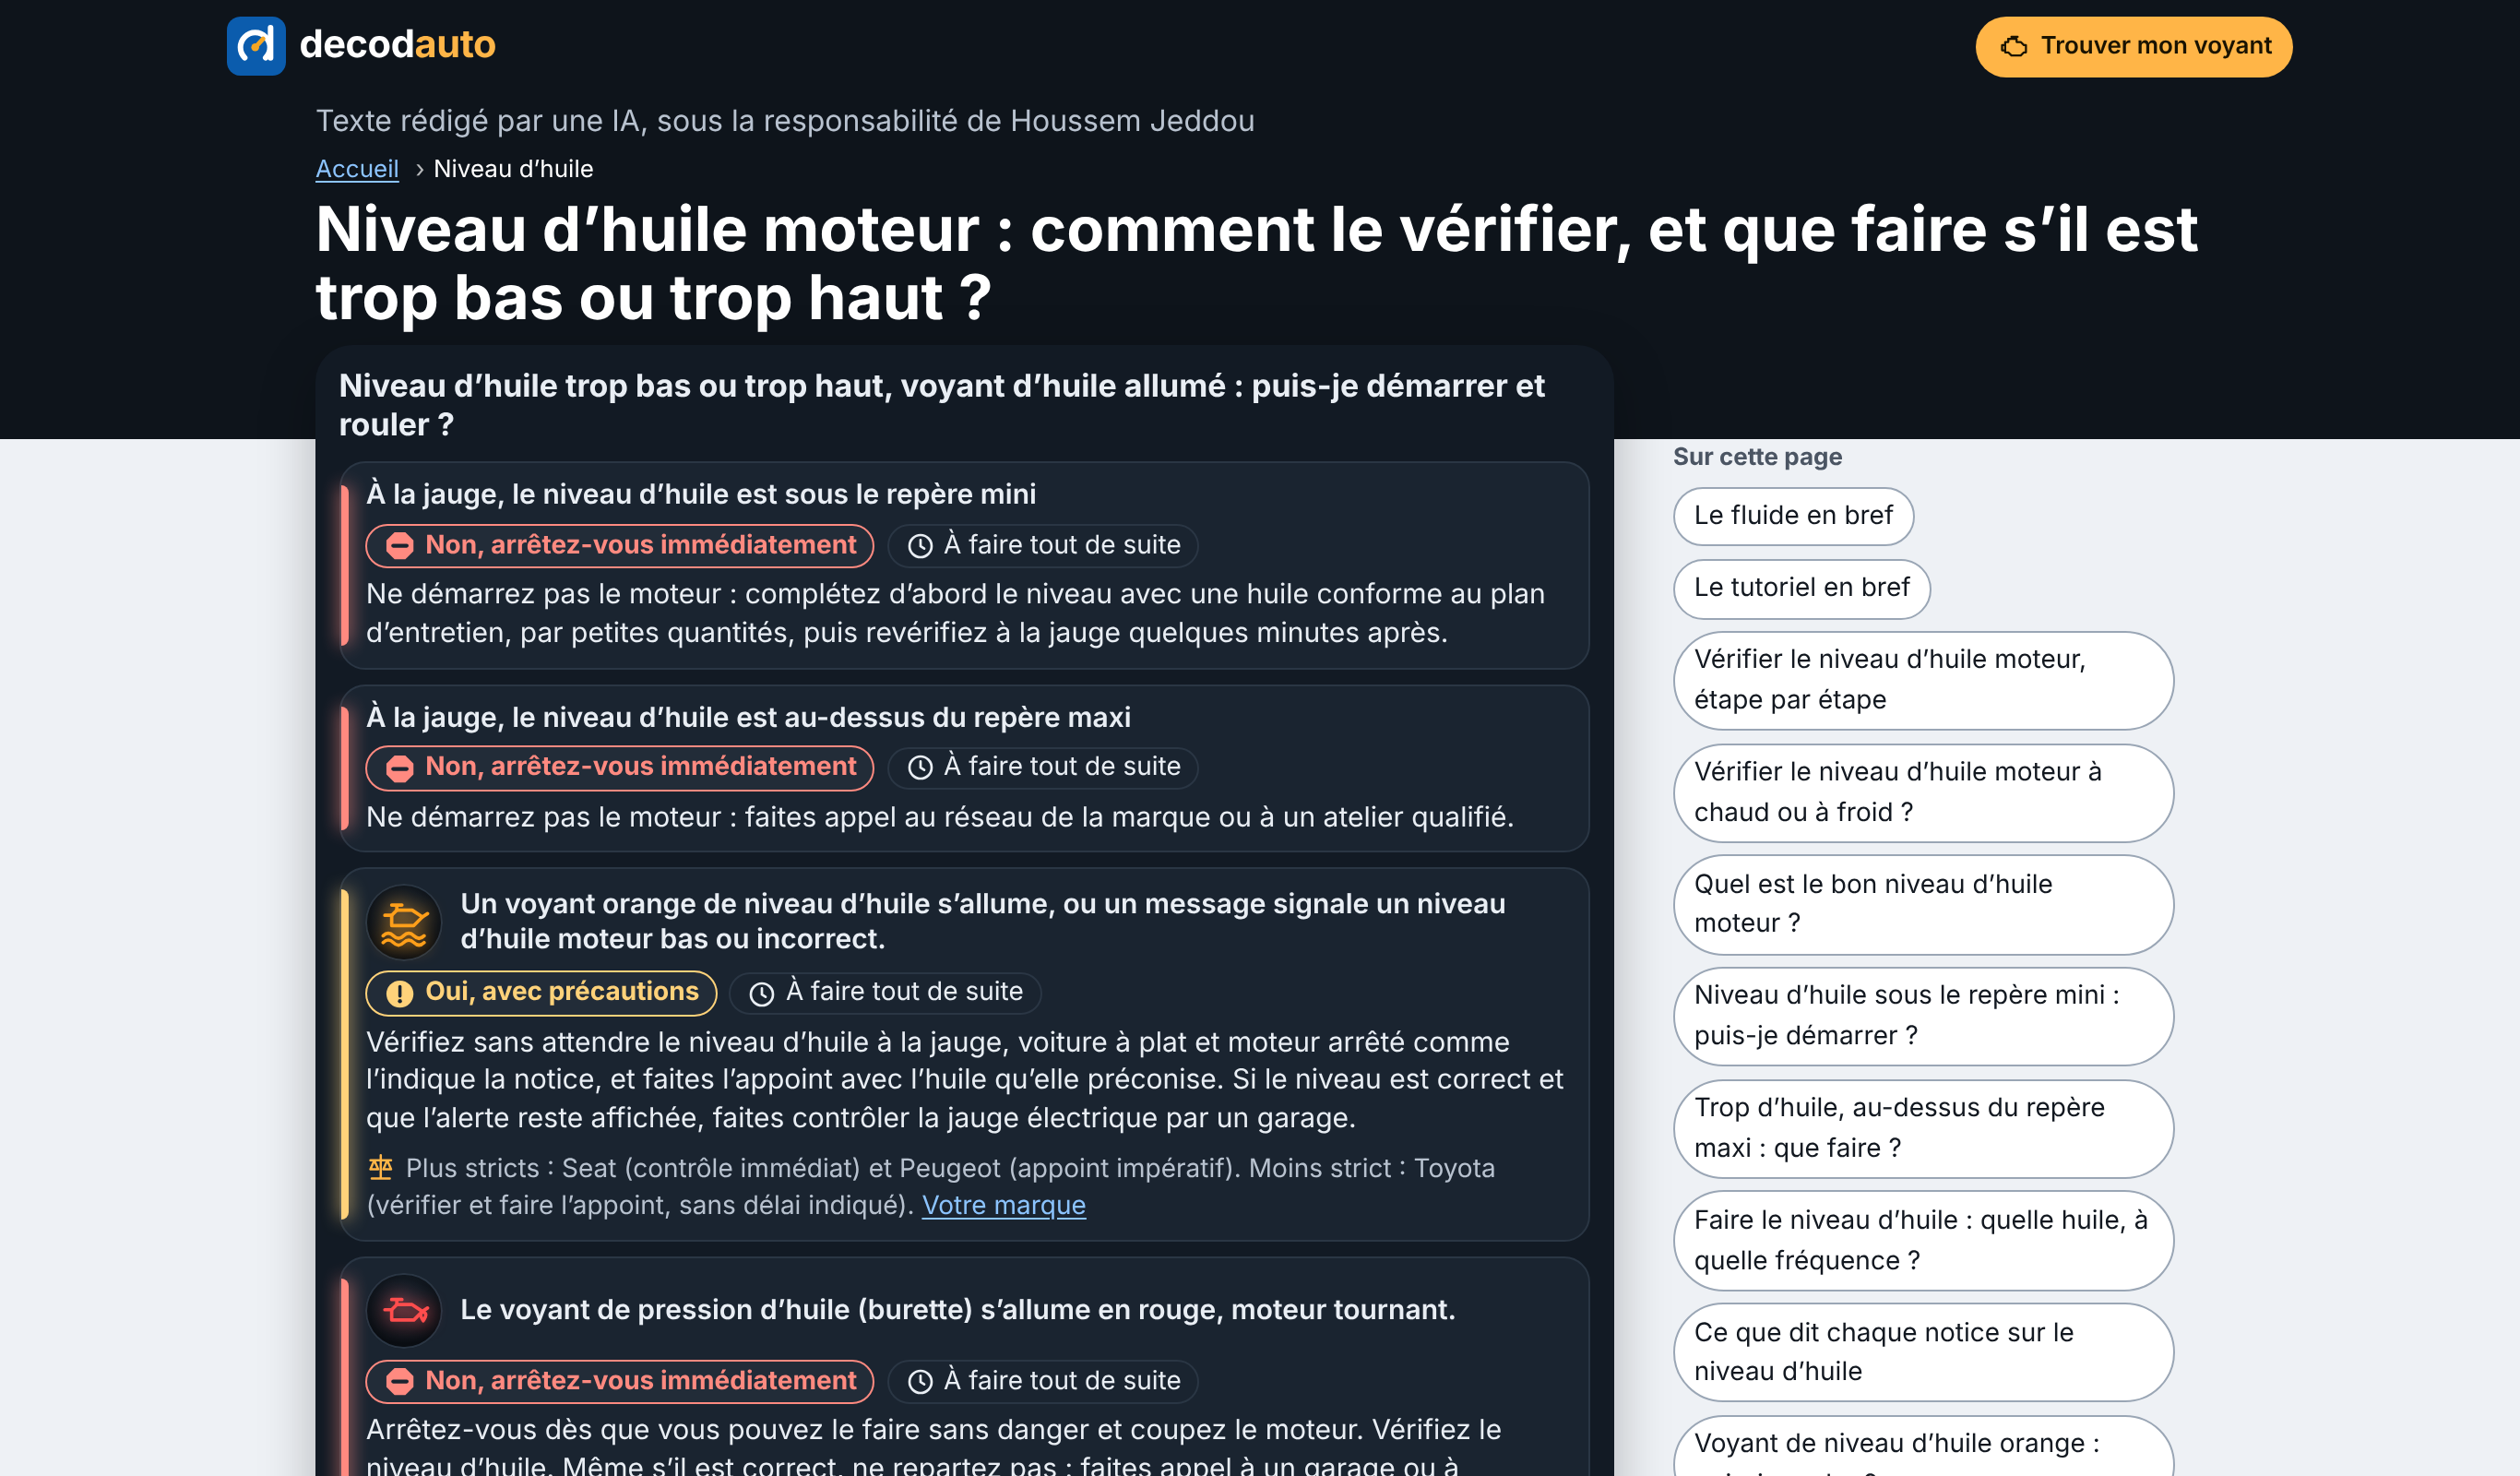 decodauto
Trouver mon voyant
Texte rédigé par une IA, sous la responsabilité de Houssem Jeddou
Accueil › Niveau d’huile
Niveau d’huile moteur : comment le vérifier, et que faire s’il est
trop bas ou trop haut ?
Niveau d’huile trop bas ou trop haut, voyant d’huile allumé : puis-je démarrer et
rouler ?
À la jauge, le niveau d’huile est sous le repère mini
Non, arrêtez-vous immédiatement
À faire tout de suite
Ne démarrez pas le moteur : complétez d’abord le niveau avec une huile conforme au plan
d’entretien, par petites quantités, puis revérifiez à la jauge quelques minutes après.
À la jauge, le niveau d’huile est au-dessus du repère maxi
Non, arrêtez-vous immédiatement
À faire tout de suite
Ne démarrez pas le moteur : faites appel au réseau de la marque ou à un atelier qualifié.
Un voyant orange de niveau d’huile s’allume, ou un message signale un niveau
d’huile moteur bas ou incorrect.
Oui, avec précautions
À faire tout de suite
Vérifiez sans attendre le niveau d’huile à la jauge, voiture à plat et moteur arrêté comme
l’indique la notice, et faites l’appoint avec l’huile qu’elle préconise. Si le niveau est correct et
que l’alerte reste affichée, faites contrôler la jauge électrique par un garage.
Plus stricts : Seat (contrôle immédiat) et Peugeot (appoint impératif). Moins strict : Toyota
(vérifier et faire l’appoint, sans délai indiqué). Votre marque
Le voyant de pression d’huile (burette) s’allume en rouge, moteur tournant.
Non, arrêtez-vous immédiatement
À faire tout de suite
Arrêtez-vous dès que vous pouvez le faire sans danger et coupez le moteur. Vérifiez le
niveau d’huile. Même s’il est correct, ne repartez pas : faites appel à un garage ou à
Sur cette page
Le fluide en bref
Le tutoriel en bref
Vérifier le niveau d’huile moteur,
étape par étape
Vérifier le niveau d’huile moteur à
chaud ou à froid ?
Quel est le bon niveau d’huile
moteur ?
Niveau d’huile sous le repère mini :
puis-je démarrer ?
Trop d’huile, au-dessus du repère
maxi : que faire ?
Faire le niveau d’huile : quelle huile, à
quelle fréquence ?
Ce que dit chaque notice sur le
niveau d’huile
Voyant de niveau d’huile orange :